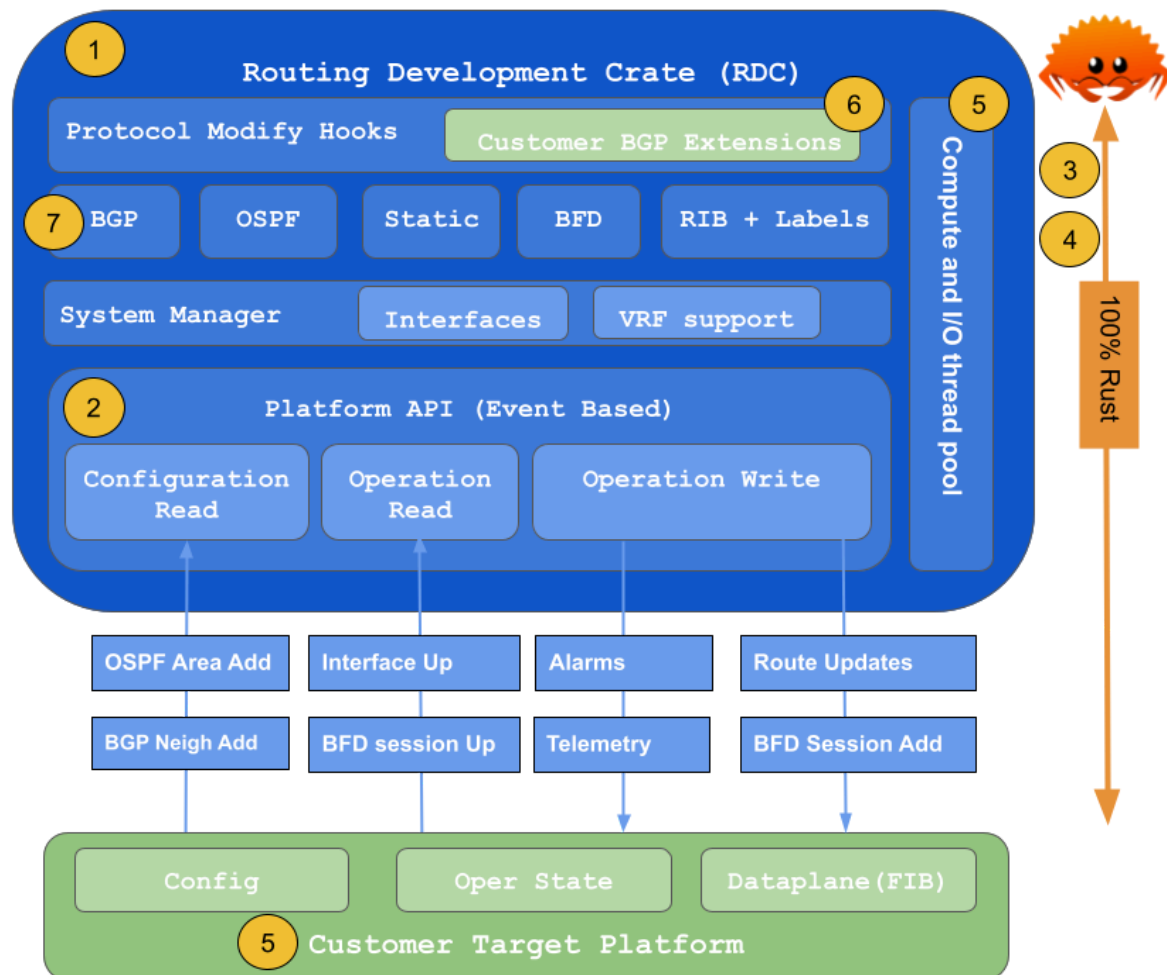 1
Routing Development Crate (RDC)
6
Protocol Modify Hooks
Customer BGP Extensions
5
Compute and I/O thread pool
3
4
100% Rust
7
BGP
OSPF
Static
BFD
RIB + Labels
System Manager
Interfaces
VRF support
2
Platform API (Event Based)
Configuration
Read
Operation
Read
Operation Write
OSPF Area Add
Interface Up
Alarms
Route Updates
BGP Neigh Add
BFD session Up
Telemetry
BFD Session Add
Config
Oper State
Dataplane(FIB)
5
Customer Target Platform